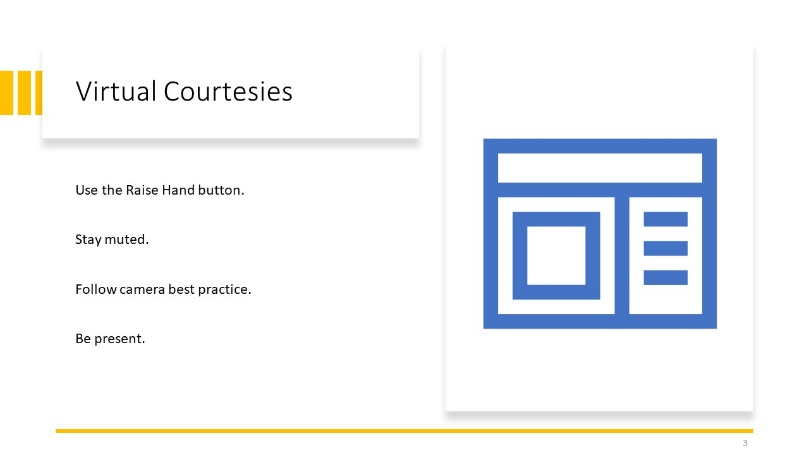 Virtual Courtesies
Use the Raise Hand button.
Stay muted.
Follow camera best practice.
Be present.
3